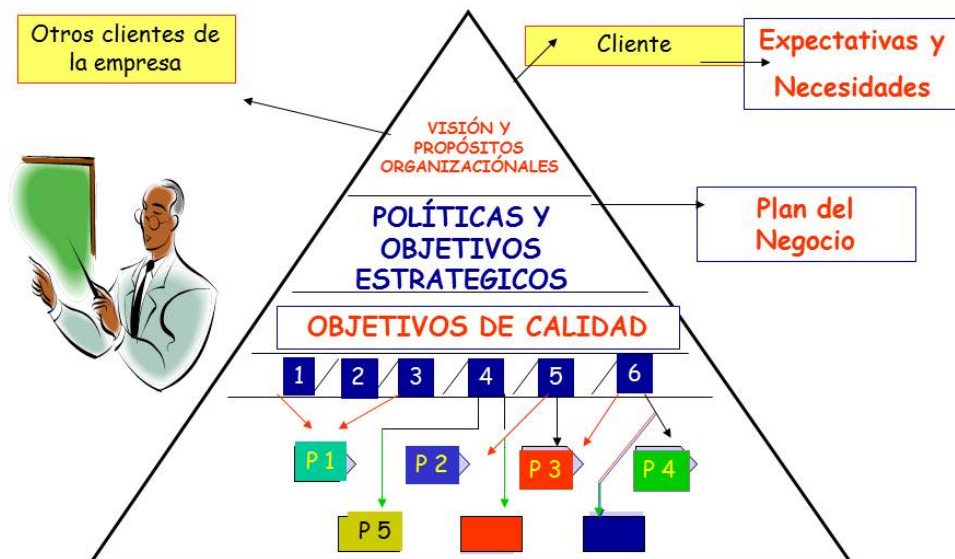 Otros clientes de
la empresa
Cliente
Expectativas y
Necesidades
VISIÓN Y
PROPÓSITOS
ORGANIZACIÓNALES
POLÍTICAS Y
OBJETIVOS
ESTRATEGICOS
Plan del
Negocio
OBJETIVOS DE CALIDAD
1 2 3 4 5 6
P 1 P 2 P 3 P 4
P 5